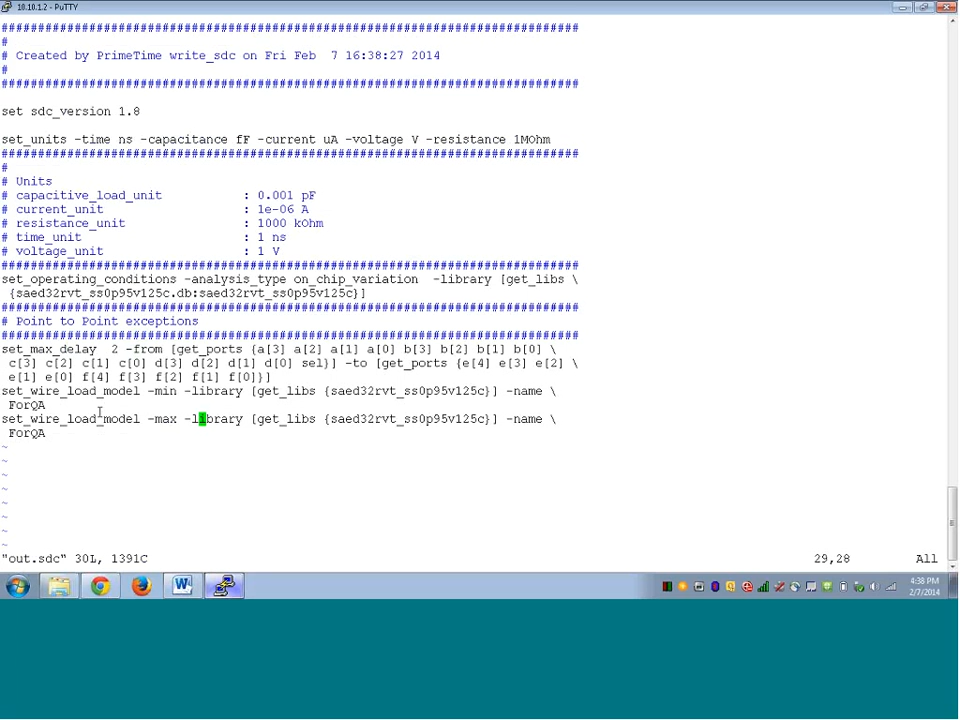 10.10.1.2 - PuTTY
###############################################################################
#
# Created by PrimeTime write_sdc on Fri Feb  7 16:38:27 2014
#
###############################################################################
set sdc_version 1.8
set_units -time ns -capacitance fF -current uA -voltage V -resistance 1MOhm
###############################################################################
#
# Units
# capacitive_load_unit           : 0.001 pF
# current_unit                   : 1e-06 A
# resistance_unit                : 1000 kOhm
# time_unit                      : 1 ns
# voltage_unit                   : 1 V
###############################################################################
set_operating_conditions -analysis_type on_chip_variation  -library [get_libs \
 {saed32rvt_ss0p95v125c.db:saed32rvt_ss0p95v125c}]
###############################################################################
# Point to Point exceptions
###############################################################################
set_max_delay  2 -from [get_ports {a[3] a[2] a[1] a[0] b[3] b[2] b[1] b[0] \
 c[3] c[2] c[1] c[0] d[3] d[2] d[1] d[0] sel}] -to [get_ports {e[4] e[3] e[2] \
 e[1] e[0] f[4] f[3] f[2] f[1] f[0]}]
set_wire_load_model -min -library [get_libs {saed32rvt_ss0p95v125c}] -name \
 ForQA
set_wire_load_model -max -library [get_libs {saed32rvt_ss0p95v125c}] -name \
 ForQA
~
~
~
~
~
~
~
~
"out.sdc" 30L, 1391C 29,28 All
4:38 PM
2/7/2014